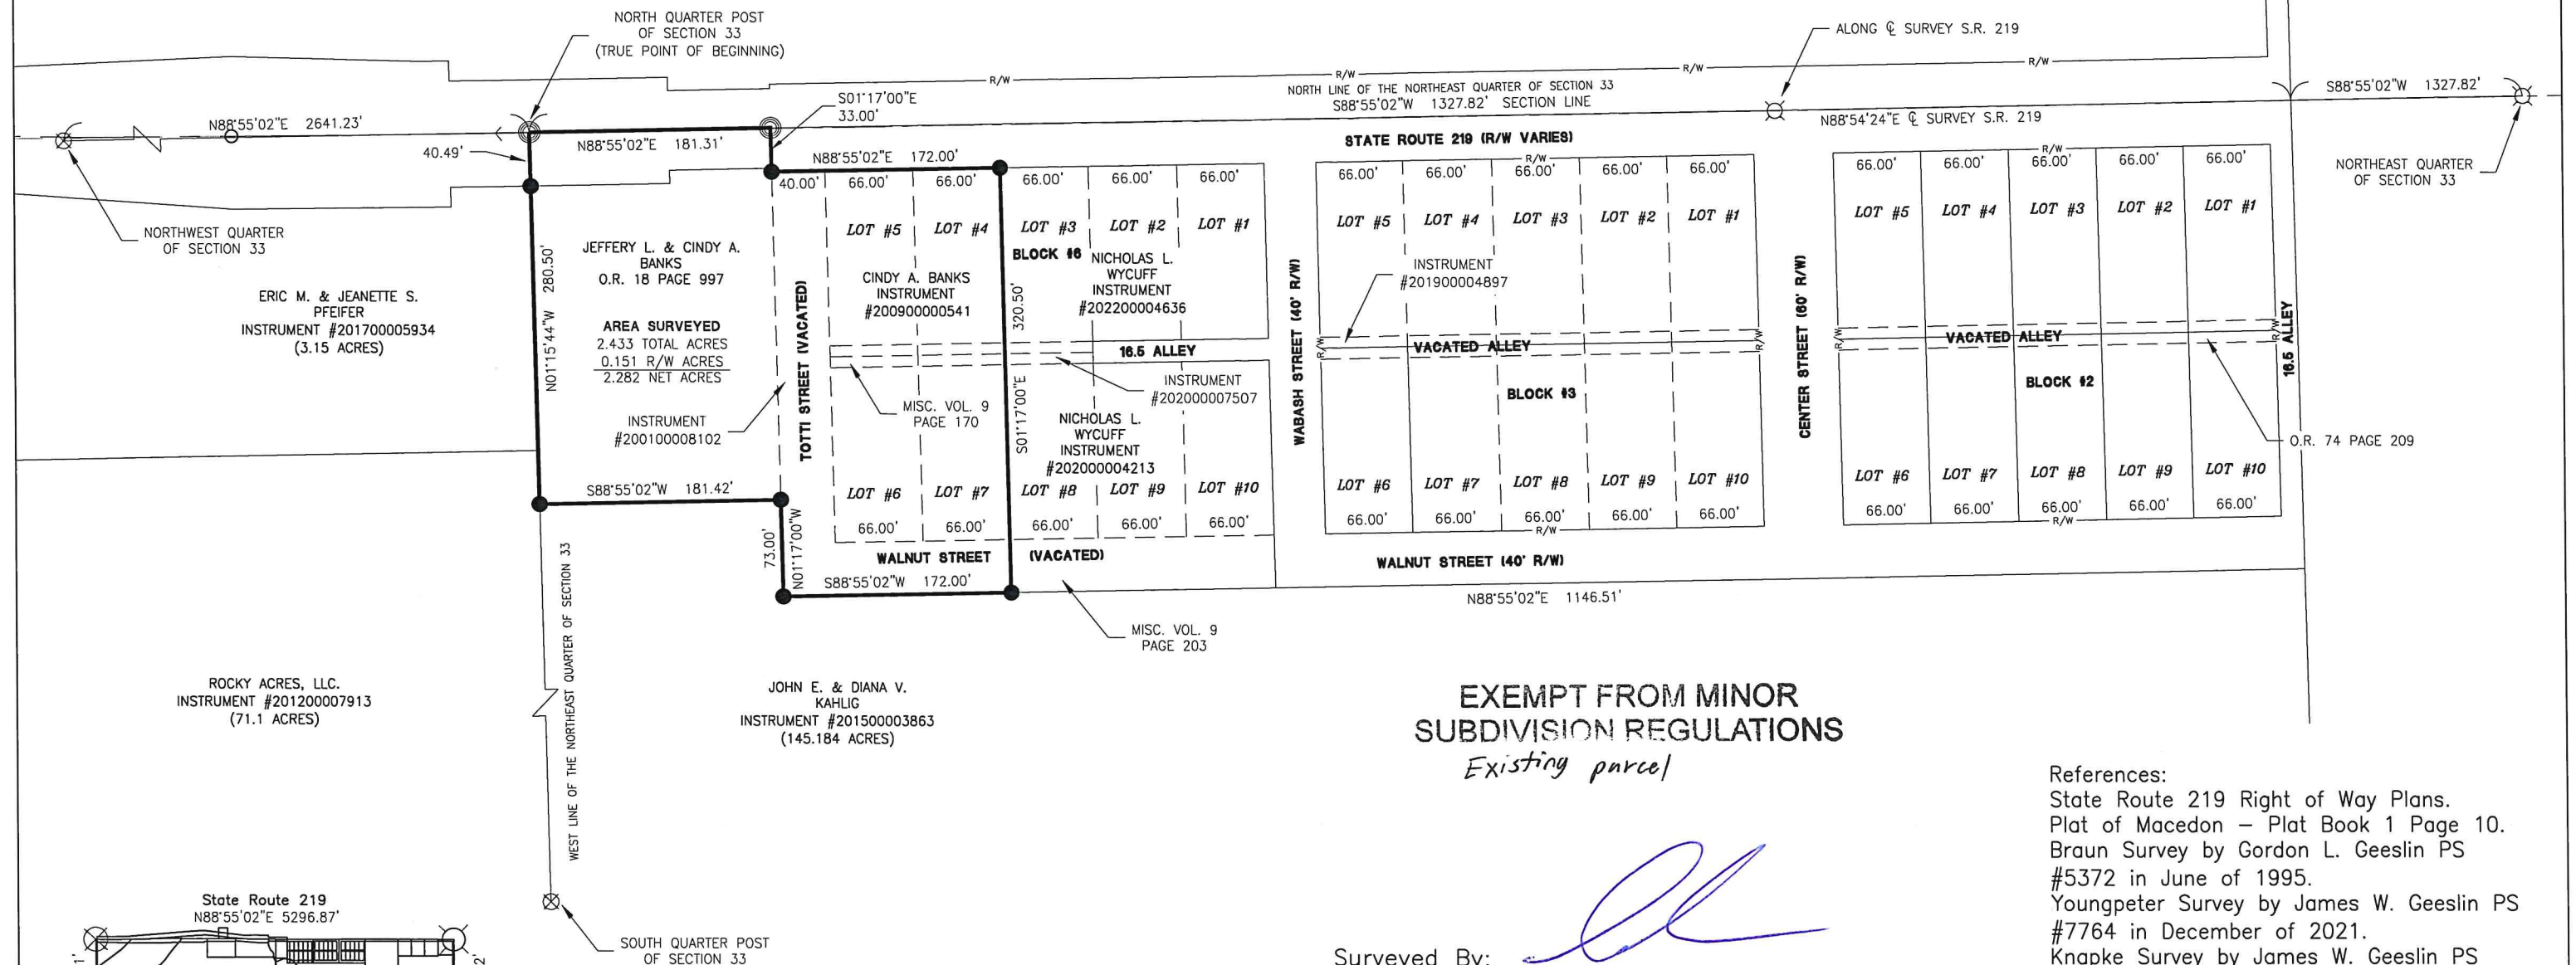 NORTH QUARTER POST
OF SECTION 33
(TRUE POINT OF BEGINNING)
ALONG ℄ SURVEY S.R. 219
R/W
R/W
R/W
R/W
NORTH LINE OF THE NORTHEAST QUARTER OF SECTION 33
S88°55'02"W 1327.82' SECTION LINE
S88°55'02"W 1327.82'
S01°17'00"E
33.00'
N88°55'02"E 2641.23'
N88°55'02"E 181.31'
40.49'
N88°54'24"E ℄ SURVEY S.R. 219
STATE ROUTE 219 (R/W VARIES)
N88°55'02"E 172.00'
NORTHWEST QUARTER
OF SECTION 33
NORTHEAST QUARTER
OF SECTION 33
40.00'
66.00'
66.00'
66.00'
66.00'
66.00'
R/W
66.00'
66.00'
66.00'
66.00'
66.00'
R/W
66.00'
66.00'
66.00'
66.00'
66.00'
LOT #5
LOT #4
LOT #3
LOT #2
LOT #1
LOT #5
LOT #4
LOT #3
LOT #2
LOT #1
LOT #5
LOT #4
LOT #3
LOT #2
LOT #1
ERIC M. & JEANETTE S.
PFEIFER
INSTRUMENT #201700005934
(3.15 ACRES)
N01°15'44"W 280.50'
JEFFERY L. & CINDY A.
BANKS
O.R. 18 PAGE 997
AREA SURVEYED
2.433 TOTAL ACRES
0.151 R/W ACRES
2.282 NET ACRES
INSTRUMENT
#200100008102
TOTTI STREET (VACATED)
CINDY A. BANKS
INSTRUMENT
#200900000541
BLOCK #6
NICHOLAS L.
WYCUFF
INSTRUMENT
#202200004636
320.50'
S01°17'00"E
16.5 ALLEY
INSTRUMENT
#202000007507
MISC. VOL. 9
PAGE 170
NICHOLAS L.
WYCUFF
INSTRUMENT
#202000004213
WABASH STREET (40' R/W)
INSTRUMENT
#201900004897
R/W
VACATED ALLEY
R/W
BLOCK #3
CENTER STREET (60' R/W)
R/W
VACATED ALLEY
R/W
BLOCK #2
16.5 ALLEY
O.R. 74 PAGE 209
S88°55'02"W 181.42'
LOT #6
LOT #7
LOT #8
LOT #9
LOT #10
LOT #6
LOT #7
LOT #8
LOT #9
LOT #10
LOT #6
LOT #7
LOT #8
LOT #9
LOT #10
66.00'
66.00'
66.00'
66.00'
66.00'
66.00'
66.00'
66.00'
66.00'
66.00'
R/W
66.00'
66.00'
66.00'
66.00'
66.00'
R/W
73.00'
N01°17'00"W
WALNUT STREET
(VACATED)
WALNUT STREET (40' R/W)
S88°55'02"W 172.00'
N88°55'02"E 1146.51'
MISC. VOL. 9
PAGE 203
WEST LINE OF THE NORTHEAST QUARTER OF SECTION 33
ROCKY ACRES, LLC.
INSTRUMENT #201200007913
(71.1 ACRES)
JOHN E. & DIANA V.
KAHLIG
INSTRUMENT #201500003863
(145.184 ACRES)
EXEMPT FROM MINOR
SUBDIVISION REGULATIONS
Existing parcel
References:
State Route 219 Right of Way Plans.
Plat of Macedon – Plat Book 1 Page 10.
Braun Survey by Gordon L. Geeslin PS
#5372 in June of 1995.
Youngpeter Survey by James W. Geeslin PS
#7764 in December of 2021.
Knapke Survey by James W. Geeslin PS
State Route 219
N88°55'02"E 5296.87'
SOUTH QUARTER POST
OF SECTION 33
Surveyed By: